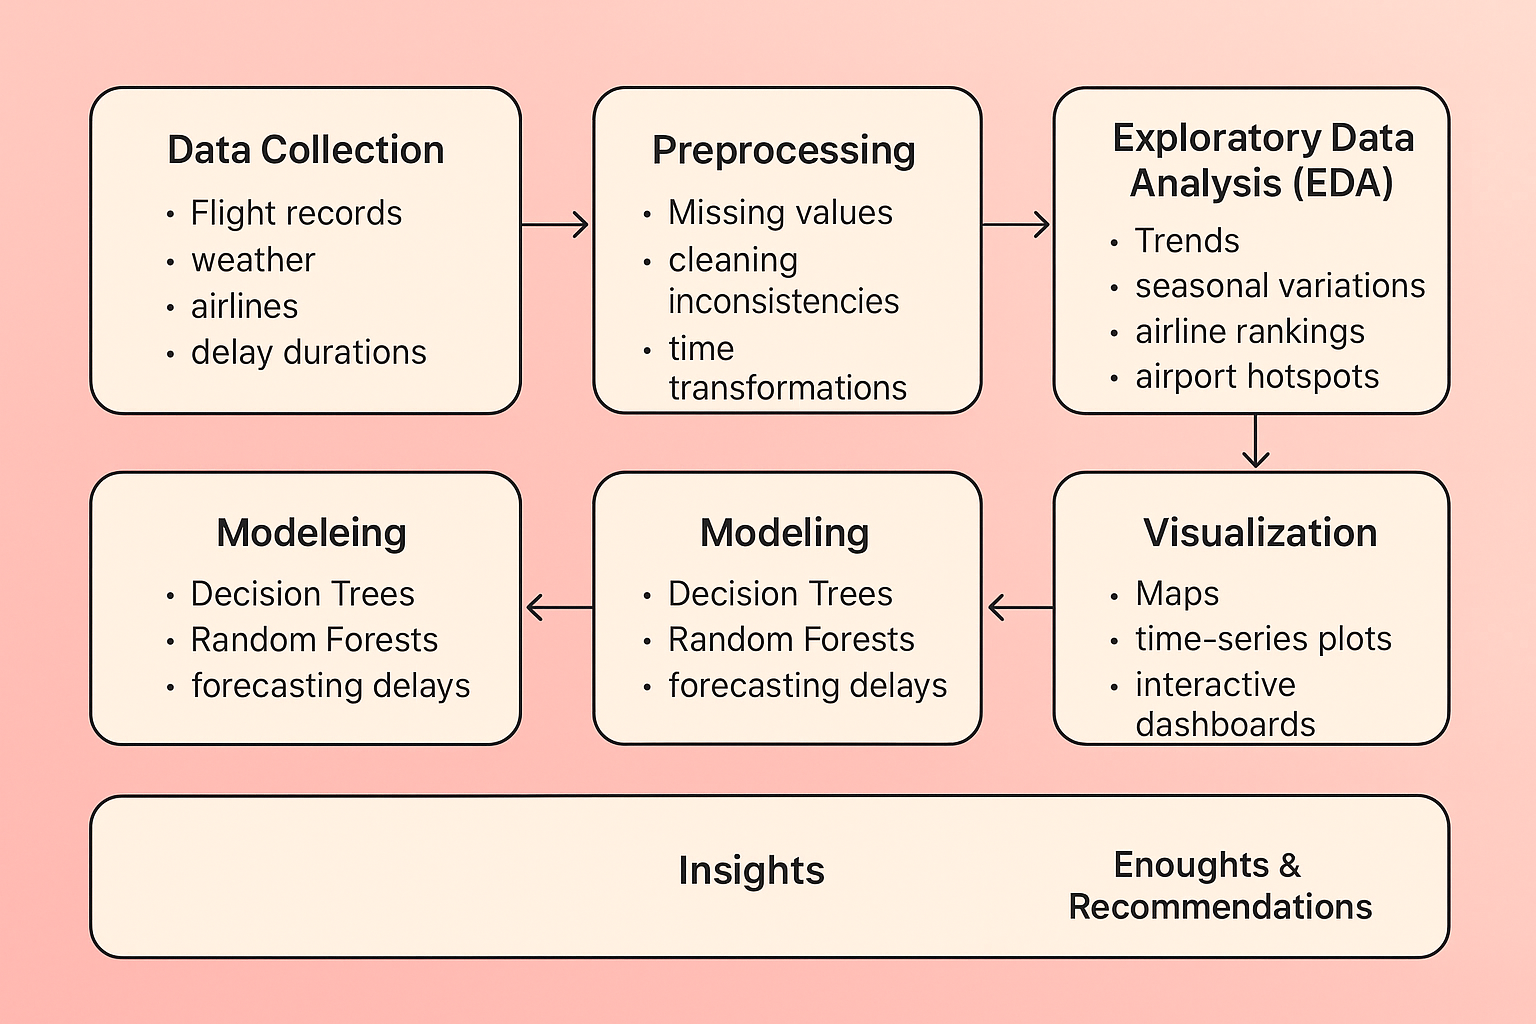 Data Collection
• Flight records
• weather
• airlines
• delay durations
Preprocessing
• Missing values
• cleaning
inconsistencies
• time
transformations
Exploratory Data
Analysis (EDA)
• Trends
• seasonal variations
• airline rankings
• airport hotspots
Modeleing
• Decision Trees
• Random Forests
• forecasting delays
Modeling
• Decision Trees
• Random Forests
• forecasting delays
Visualization
• Maps
• time-series plots
• interactive
dashboards
Insights
Enoughts &
Recommendations